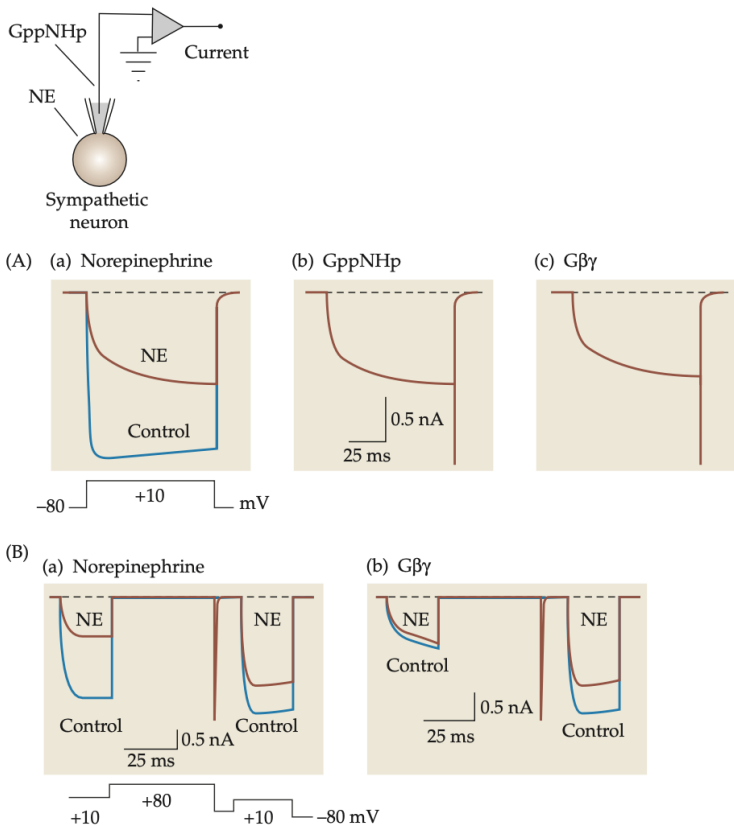 GppNHp
Current
NE
Sympathetic
neuron
(A) (a) Norepinephrine (b) GppNHp (c) Gβγ
NE
Control
0.5 nA
25 ms
+10
−80 mV
(B)
(a) Norepinephrine (b) Gβγ
NE NE NE NE
Control
0.5 nA
Control Control Control
0.5 nA
25 ms 25 ms
+80
+10 +10 −80 mV